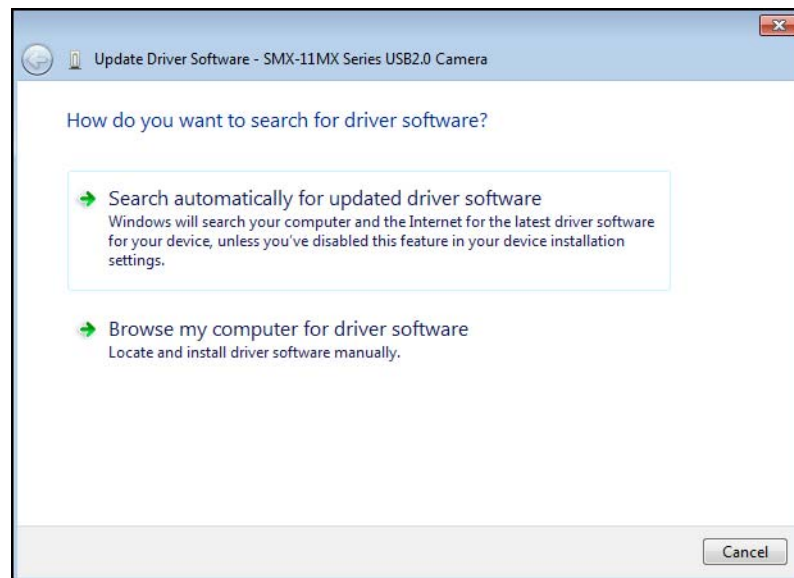 Update Driver Software - SMX-11MX Series USB2.0 Camera
How do you want to search for driver software?
Search automatically for updated driver software
Windows will search your computer and the Internet for the latest driver software
for your device, unless you've disabled this feature in your device installation
settings.
Browse my computer for driver software
Locate and install driver software manually.
Cancel